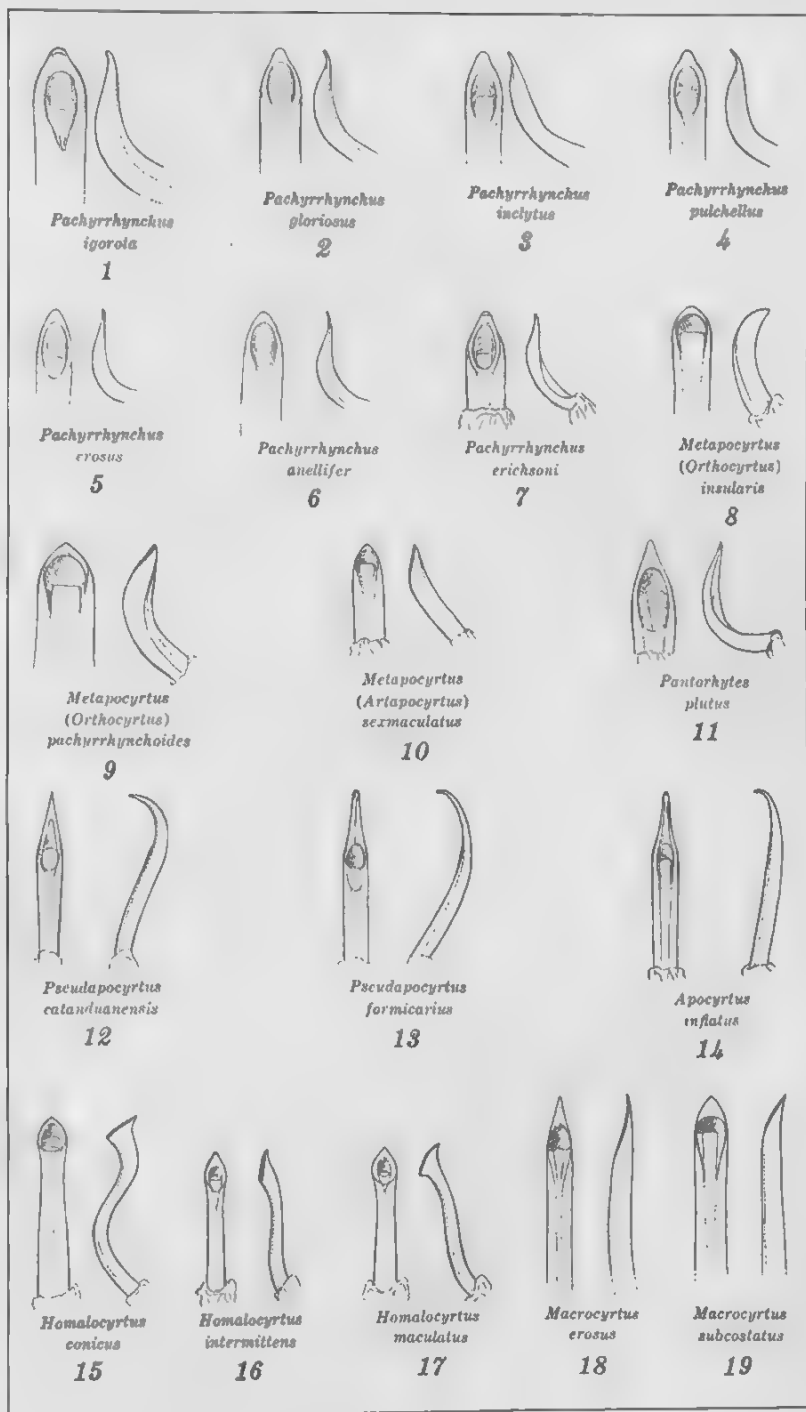 Pachyrrhynchus
igorota
1
Pachyrrhynchus
gloriosus
2
Pachyrrhynchus
inclytus
3
Pachyrrhynchus
pulchellus
4
Pachyrrhynchus
erosus
5
Pachyrrhynchus
anellifer
6
Pachyrrhynchus
erichsoni
7
Metapocyrtus
(Orthocyrtus)
insularis
8
Metapocyrtus
(Orthocyrtus)
pachyrrhynchoides
9
Metapocyrtus
(Artapocyrtus)
sexmaculatus
10
Pantorhytes
plutus
11
Pseudapocyrtus
catanduanensis
12
Pseudapocyrtus
formicarius
13
Apocyrtus
inflatus
14
Homalocyrtus
conicus
15
Homalocyrtus
intermittens
16
Homalocyrtus
maculatus
17
Macrocyrtus
erosus
18
Macrocyrtus
subcostatus
19